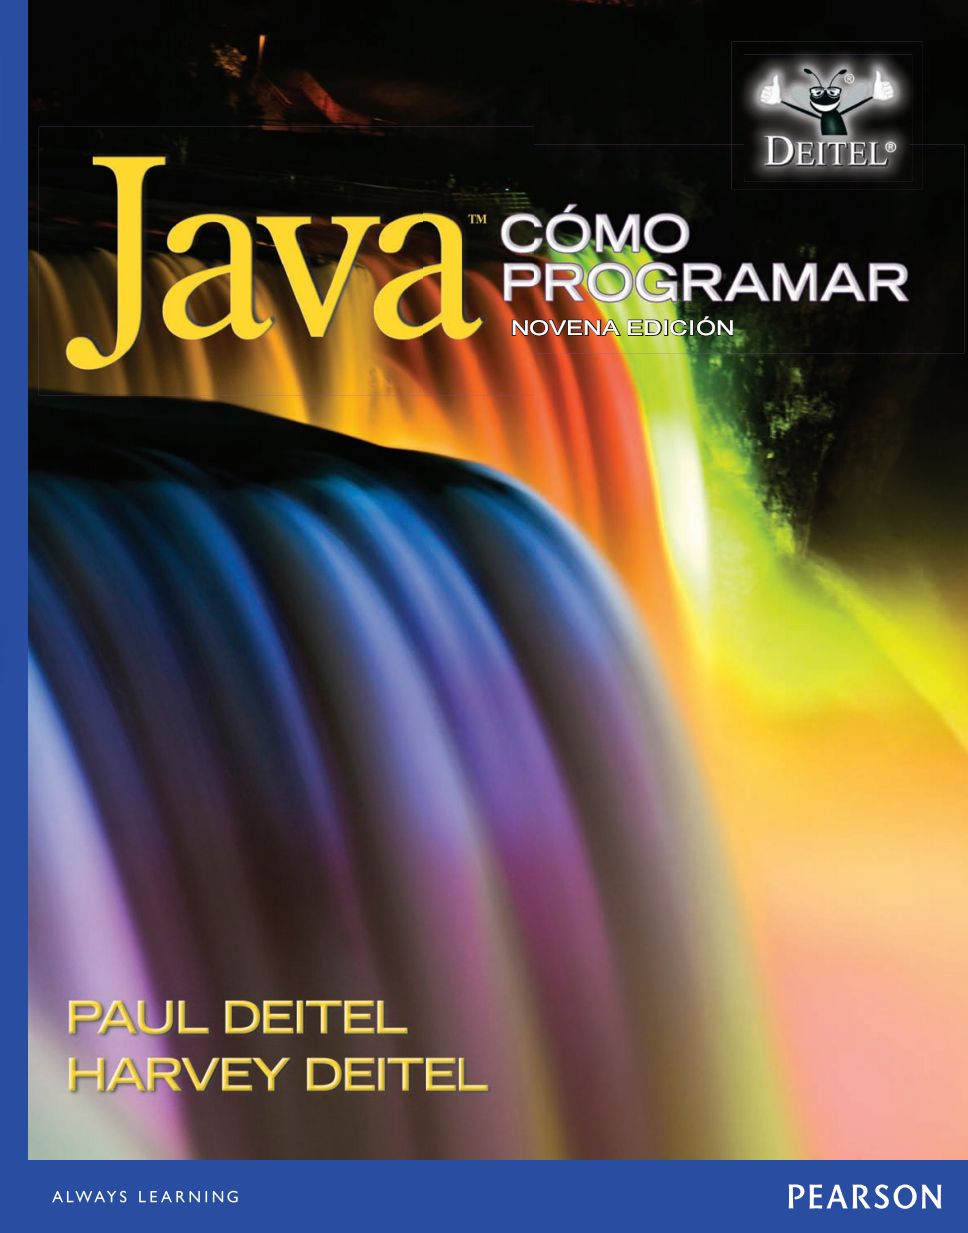 DEITEL®
Java™
CÓMO
PROGRAMAR
NOVENA EDICIÓN
PAUL DEITEL
HARVEY DEITEL
ALWAYS LEARNING
PEARSON